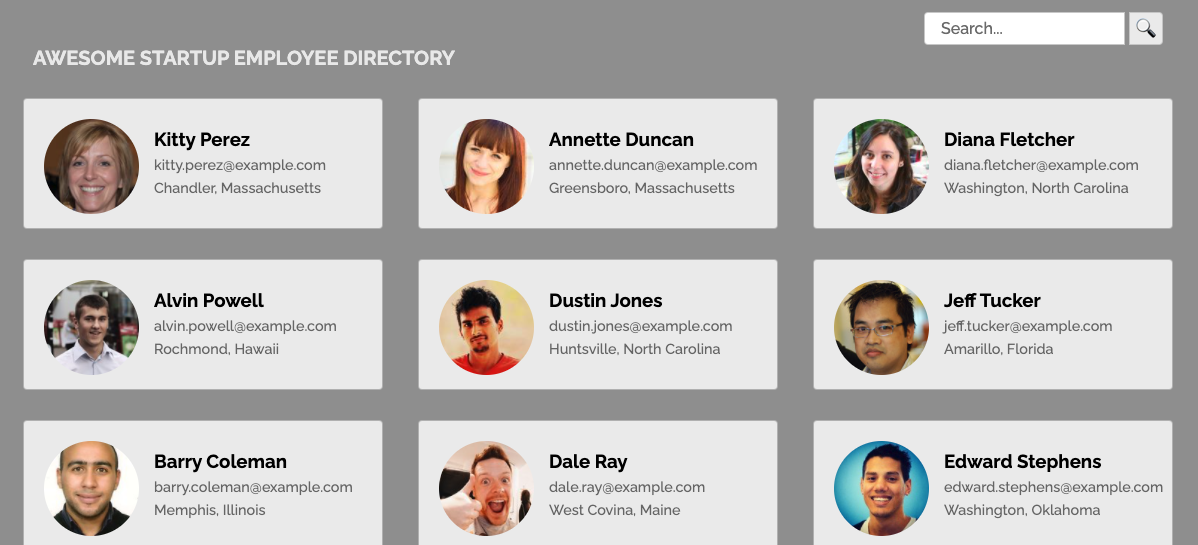 Search...
AWESOME STARTUP EMPLOYEE DIRECTORY
Kitty Perez
kitty.perez@example.com
Chandler, Massachusetts
Annette Duncan
annette.duncan@example.com
Greensboro, Massachusetts
Diana Fletcher
diana.fletcher@example.com
Washington, North Carolina
Alvin Powell
alvin.powell@example.com
Rochmond, Hawaii
Dustin Jones
dustin.jones@example.com
Huntsville, North Carolina
Jeff Tucker
jeff.tucker@example.com
Amarillo, Florida
Barry Coleman
barry.coleman@example.com
Memphis, Illinois
Dale Ray
dale.ray@example.com
West Covina, Maine
Edward Stephens
edward.stephens@example.com
Washington, Oklahoma